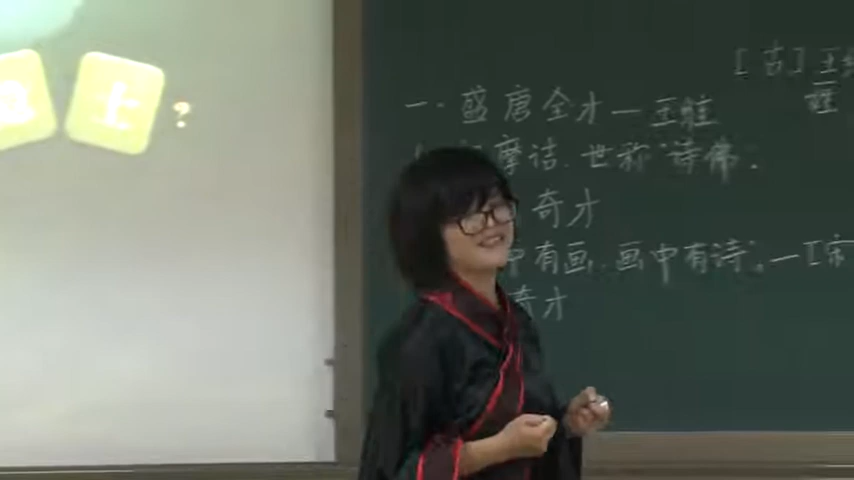 士?
[古]王维
一.盛唐全才—王维
摩诘.世称"诗佛".
奇才
中有画.画中有诗".—[宋
奇才